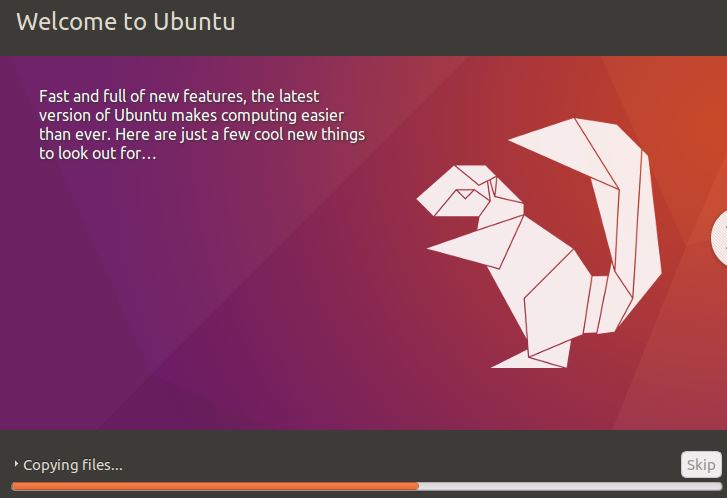 Welcome to Ubuntu
Fast and full of new features, the latest
version of Ubuntu makes computing easier
than ever. Here are just a few cool new things
to look out for...
Copying files...
Skip